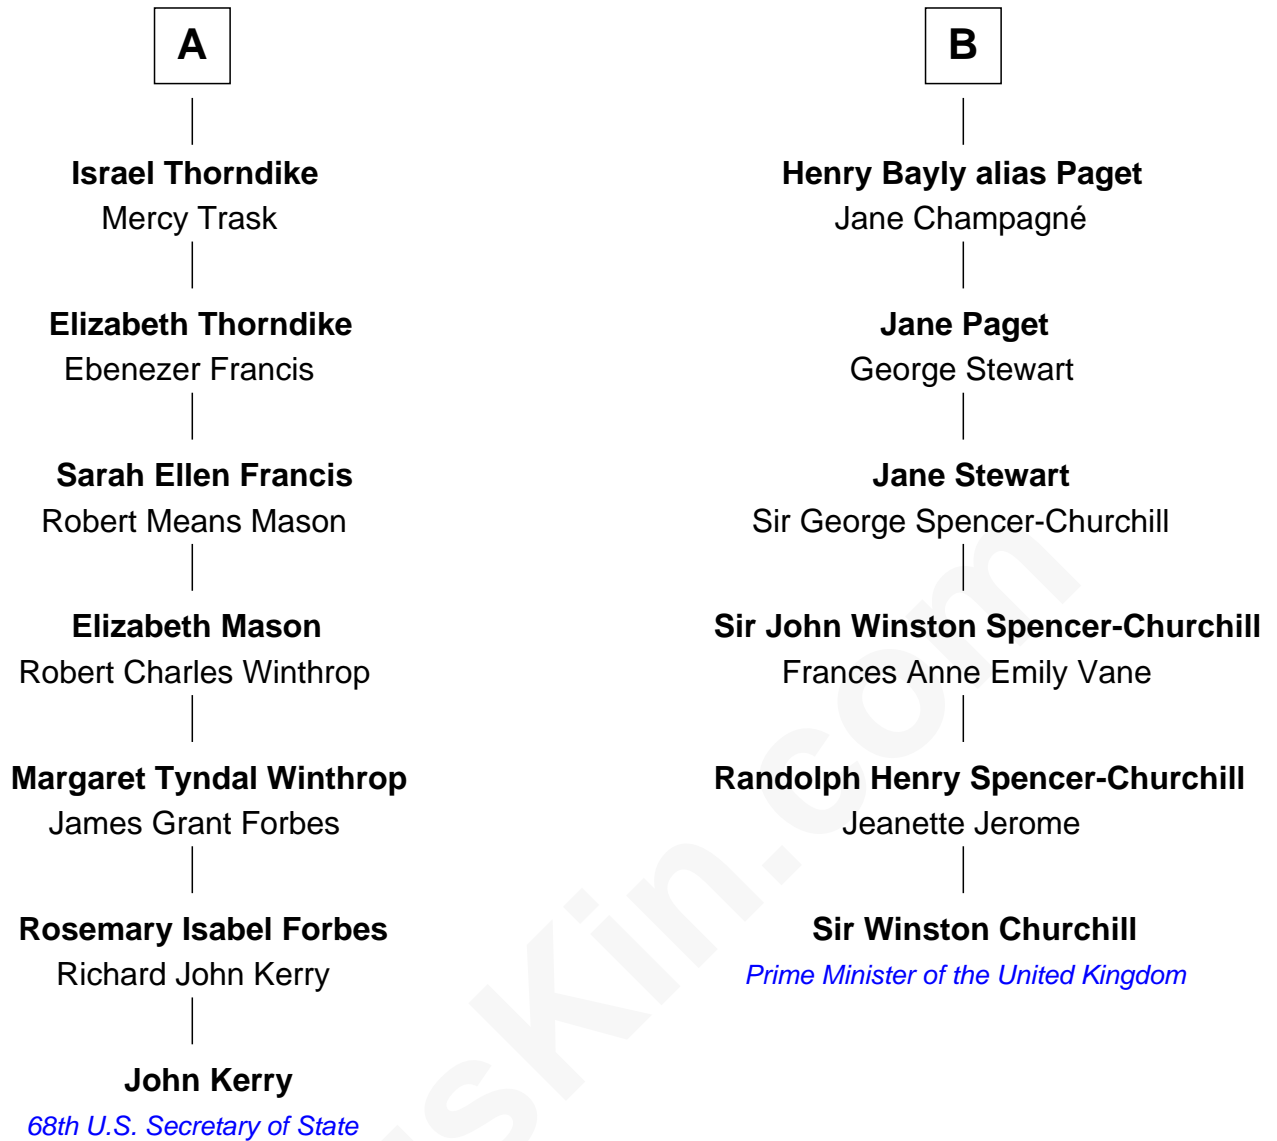 A
Israel Thorndike
Mercy Trask
Elizabeth Thorndike
Ebenezer Francis
Sarah Ellen Francis
Robert Means Mason
Elizabeth Mason
Robert Charles Winthrop
Margaret Tyndal Winthrop
James Grant Forbes
Rosemary Isabel Forbes
Richard John Kerry
John Kerry
68th U.S. Secretary of State
B
Henry Bayly alias Paget
Jane Champagné
Jane Paget
George Stewart
Jane Stewart
Sir George Spencer-Churchill
Sir John Winston Spencer-Churchill
Frances Anne Emily Vane
Randolph Henry Spencer-Churchill
Jeanette Jerome
Sir Winston Churchill
Prime Minister of the United Kingdom
usKin.com